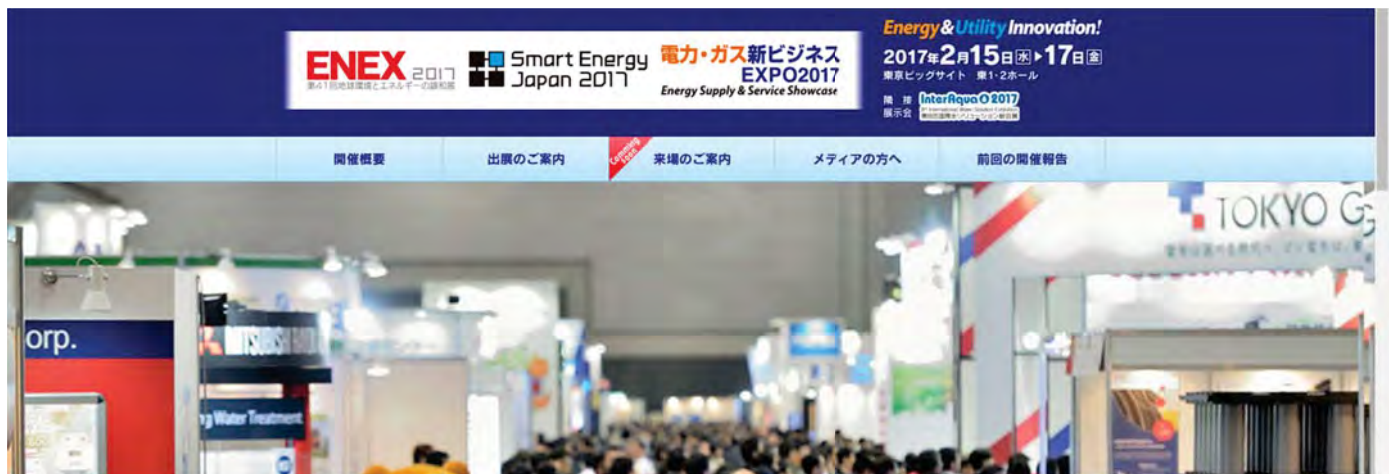 ENEX 2017
第41回地球環境とエネルギーの調和展
Smart Energy
Japan 2017
電力・ガス新ビジネス
EXPO2017
Energy Supply & Service Showcase
Energy & Utility Innovation!
2017年2月15日水▶17日金
東京ビッグサイト 東1・2ホール
隣接
展示会
InterAqua 2017
開催概要
出展のご案内
Comming
soon
来場のご案内
メディアの方へ
前回の開催報告
TOKYO G
orp.
Water Treatment